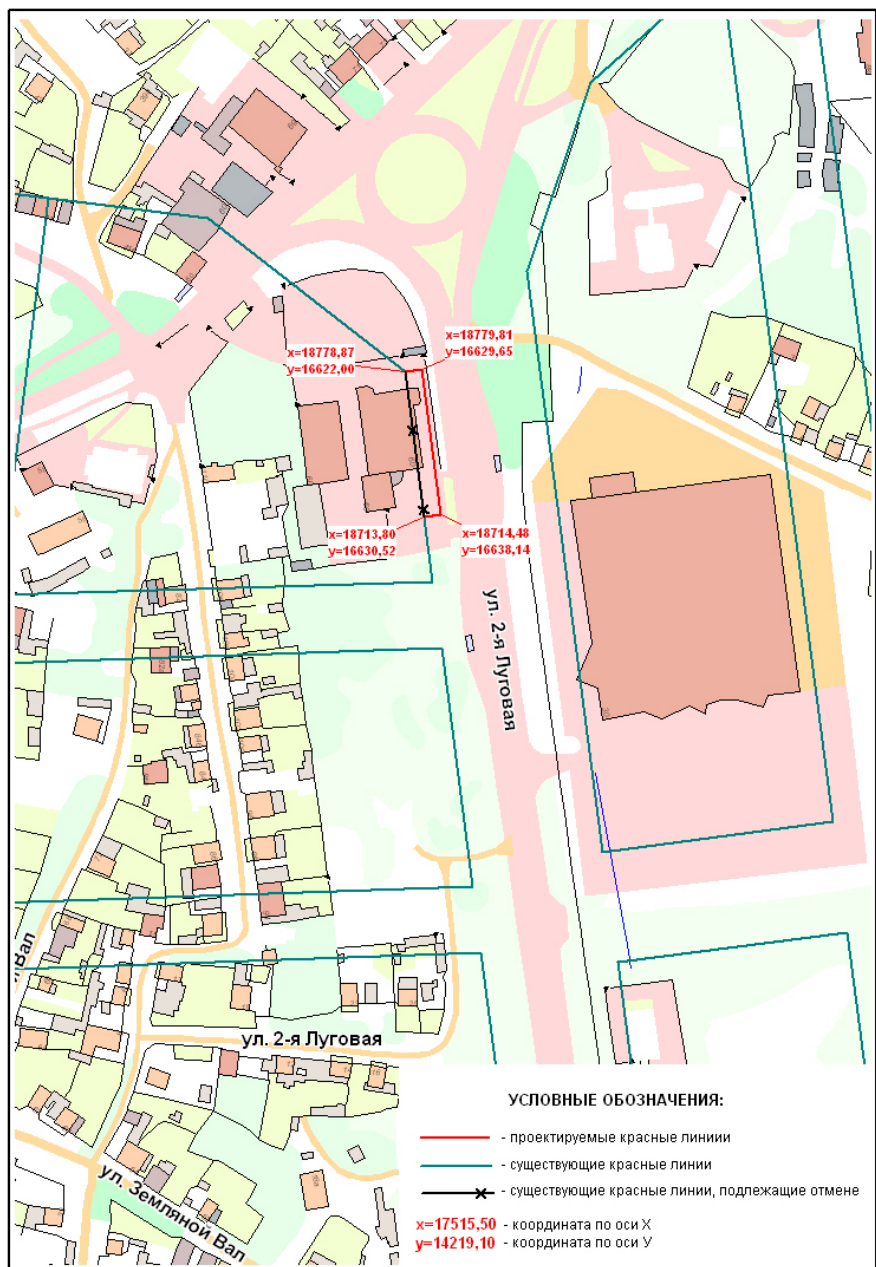 x=18779,81
y=16629,65
x=18778,87
y=16622,00
x=18713,80
y=16630,52
x=18714,48
y=16638,14
ул. 2-я Луговая
Вал
ул. 2-я Луговая
ул. Земляной Вал
УСЛОВНЫЕ ОБОЗНАЧЕНИЯ:
- проектируемые красные линиии
- существующие красные линии
- существующие красные линии, подлежащие отмене
x=17515,50 - координата по оси Х
y=14219,10 - координата по оси У